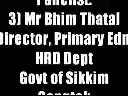 3) Mr Bhim Thatal
Director, Primary Edn
HRD Dept
Govt of Sikkim